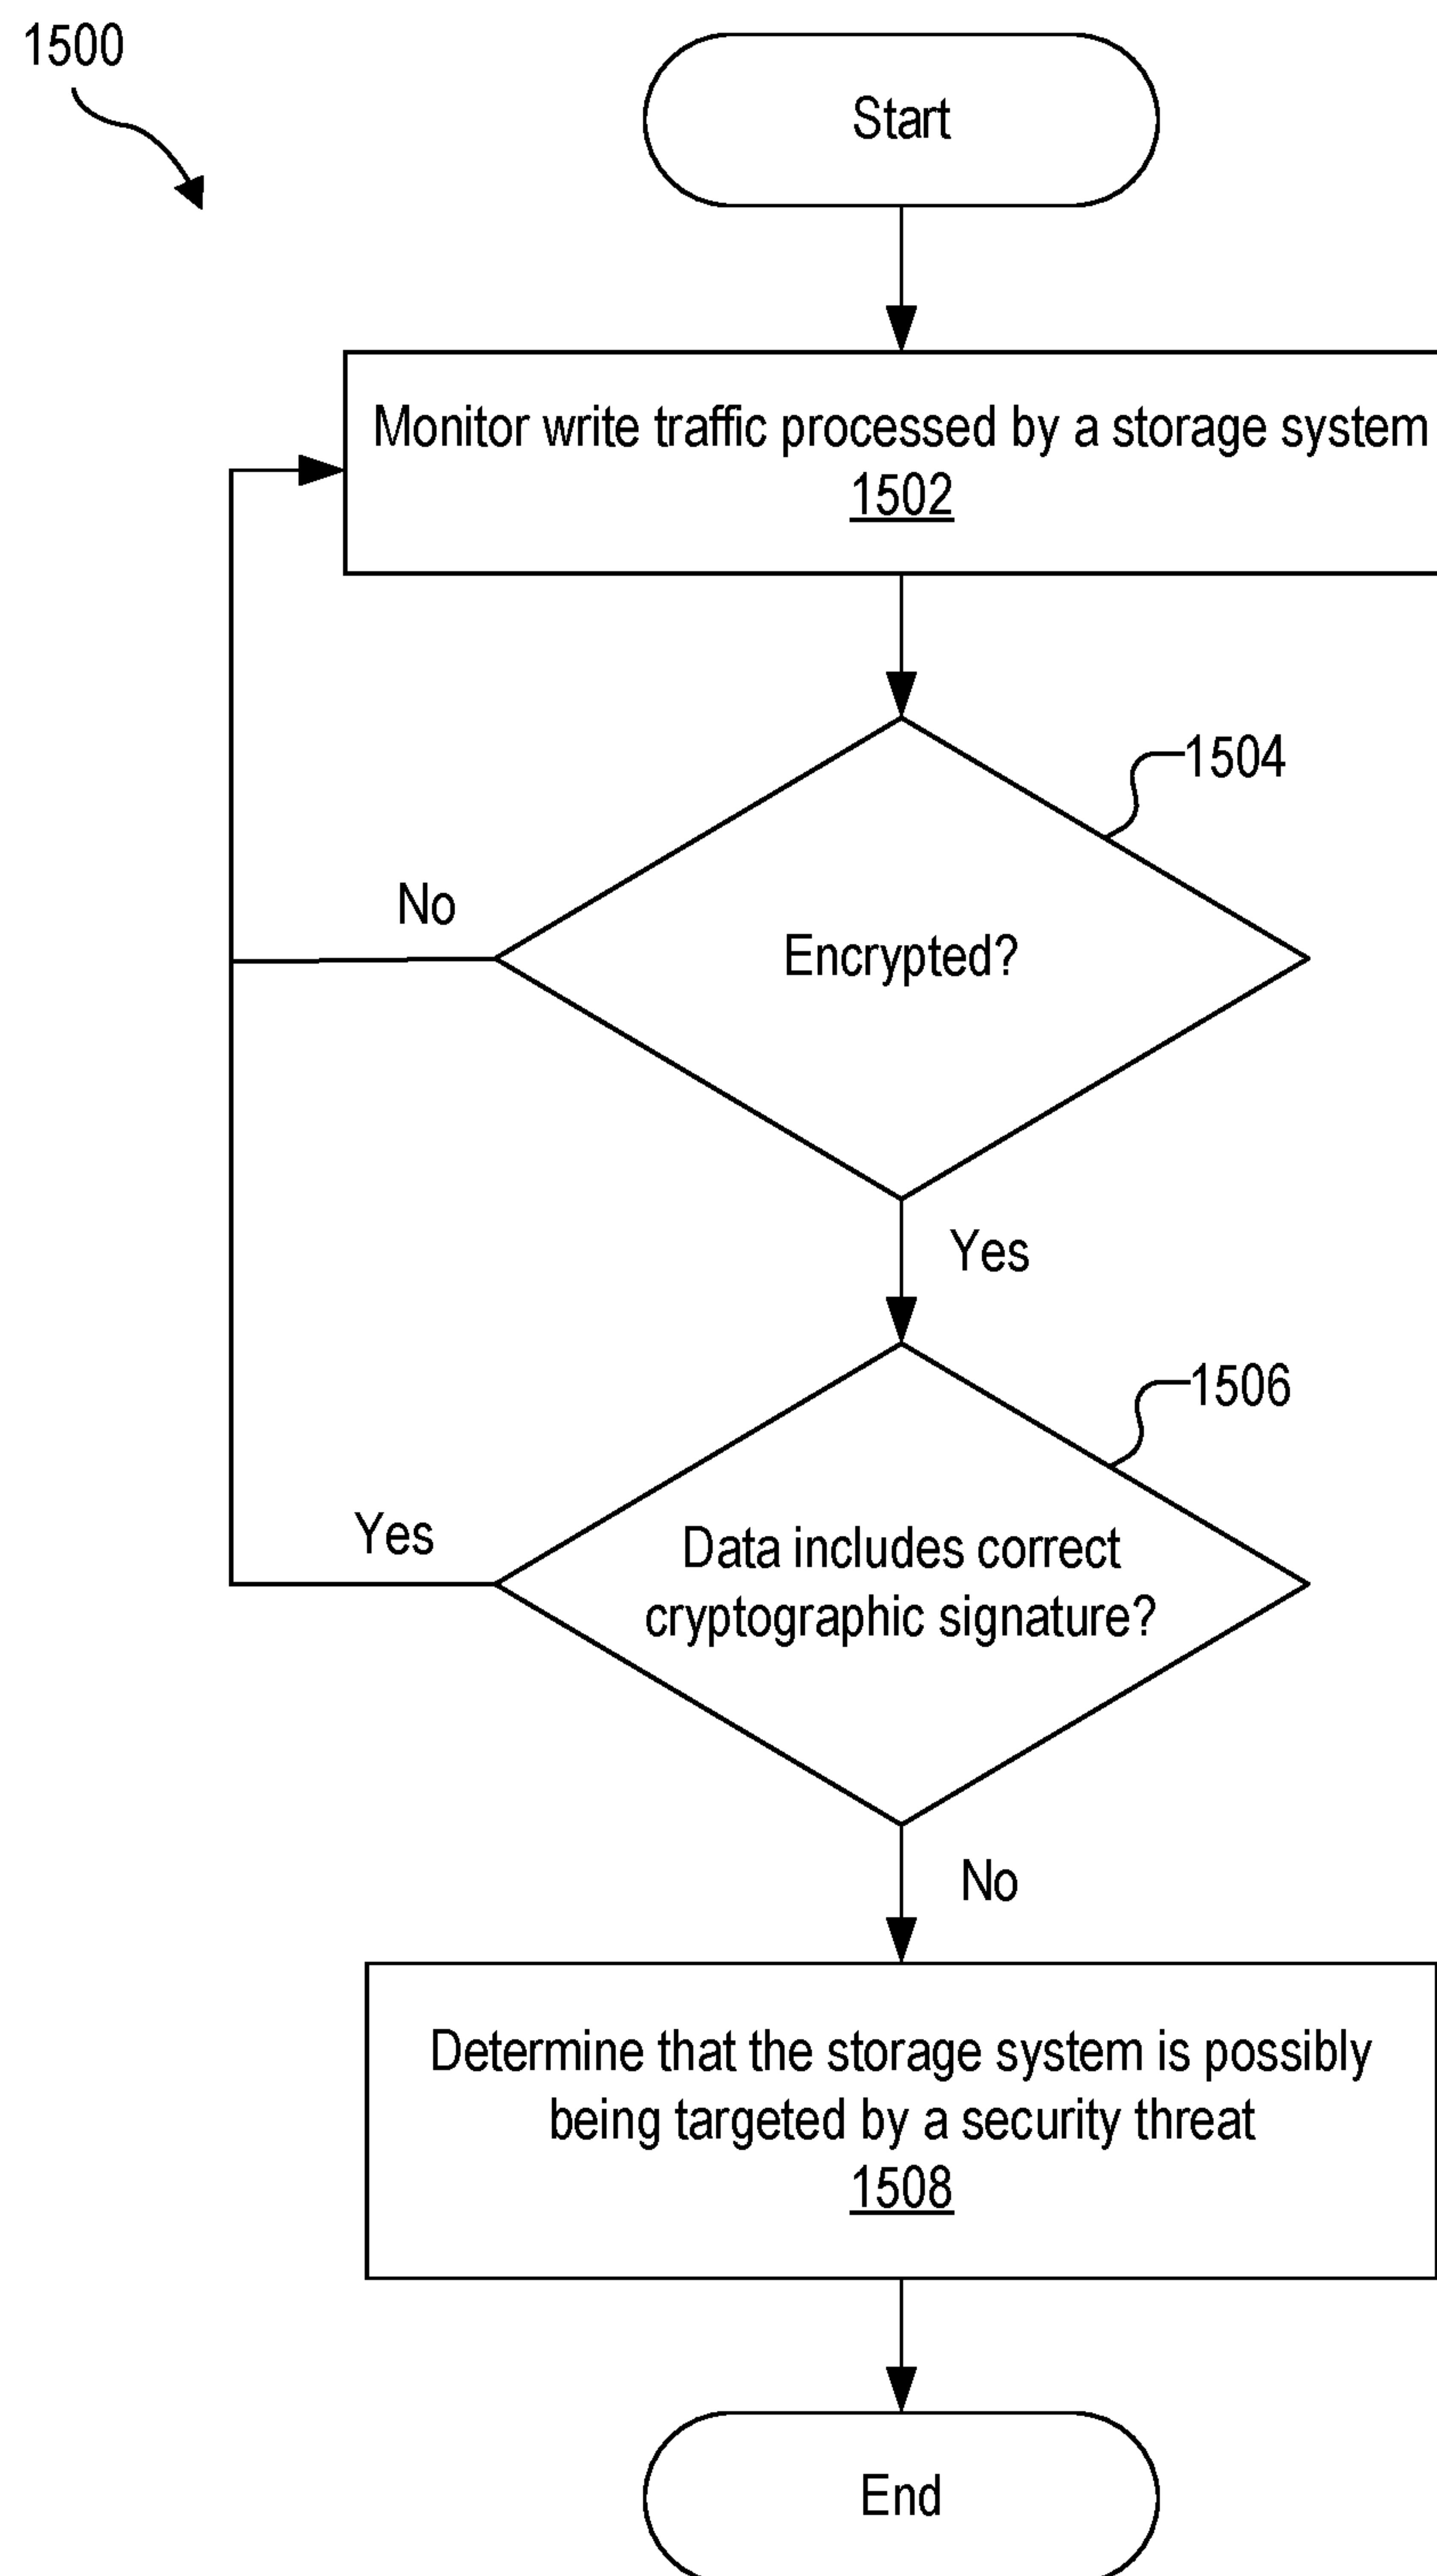 1500
Start
Monitor write traffic processed by a storage system
1502
1504
Encrypted?
No
Yes
1506
Data includes correct
cryptographic signature?
Yes
No
Determine that the storage system is possibly
being targeted by a security threat
1508
End